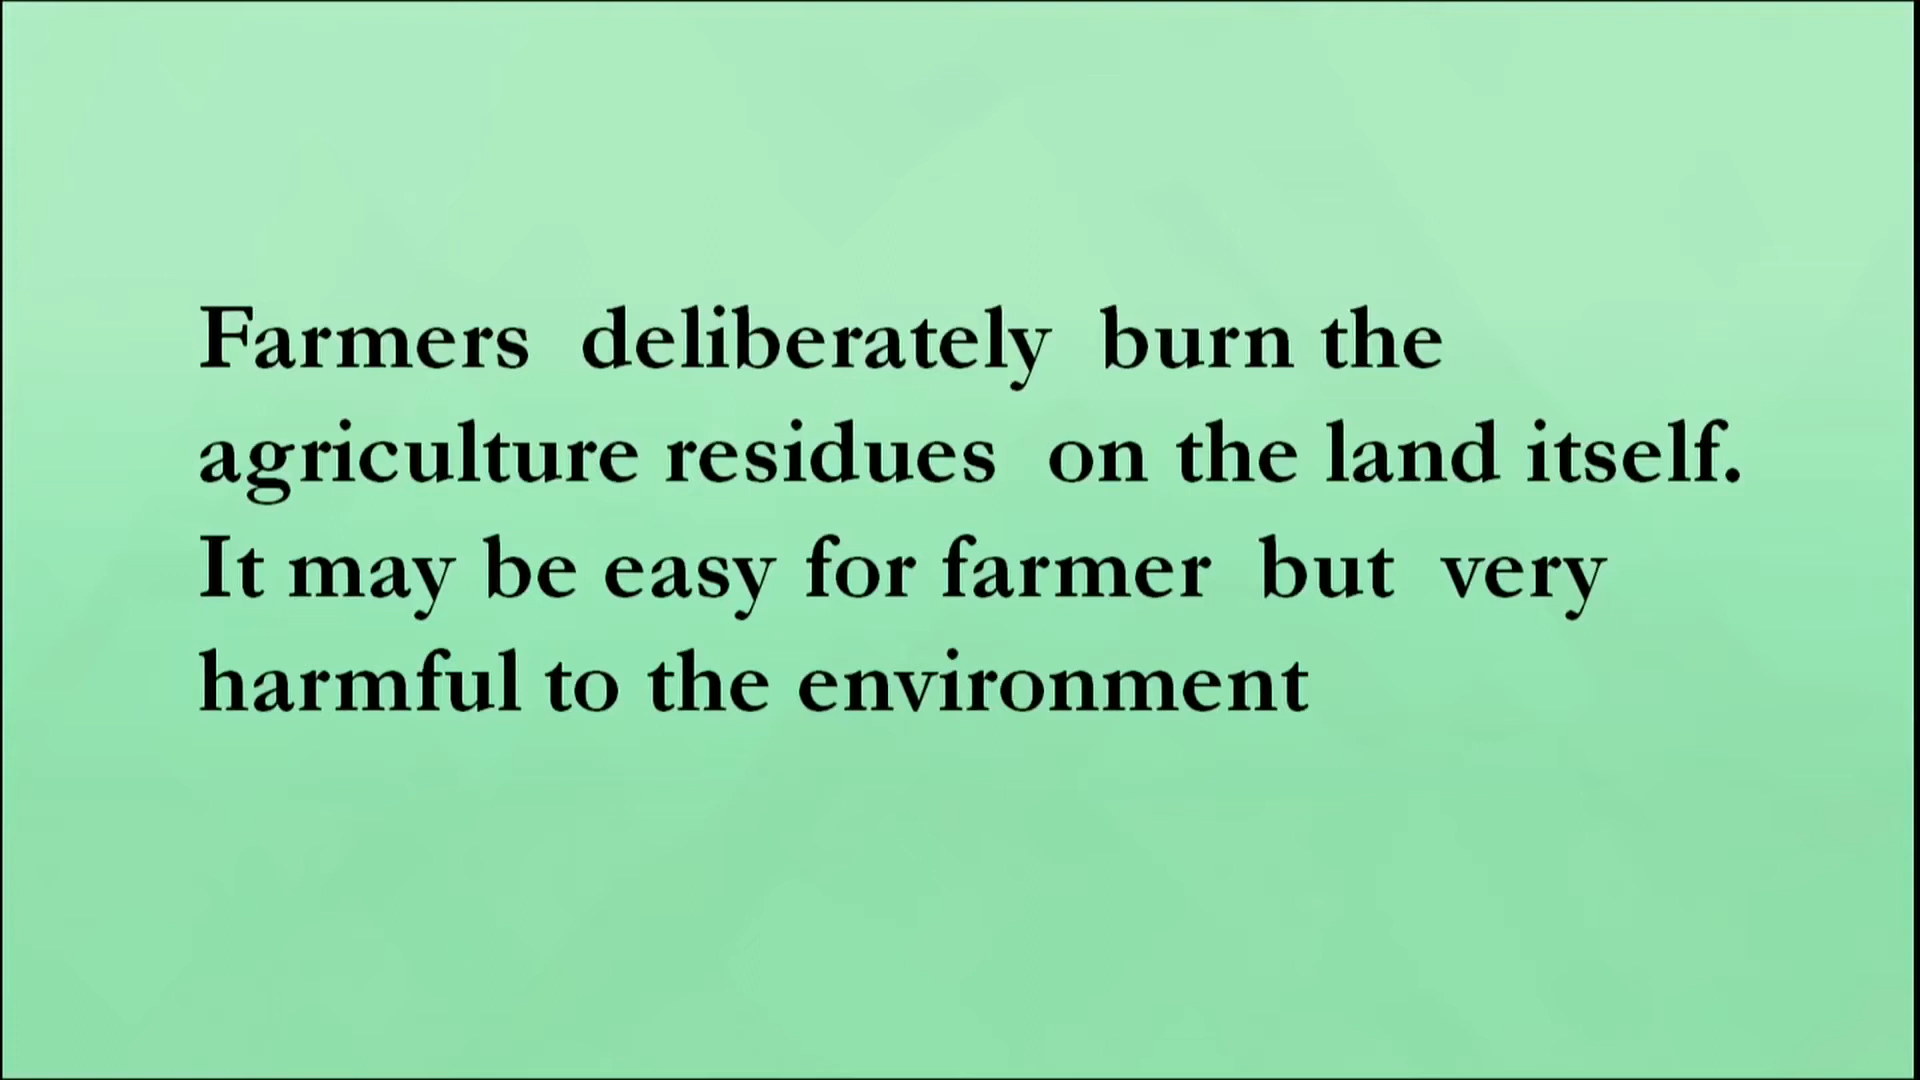 Farmers deliberately burn the
agriculture residues on the land itself.
It may be easy for farmer but very
harmful to the environment